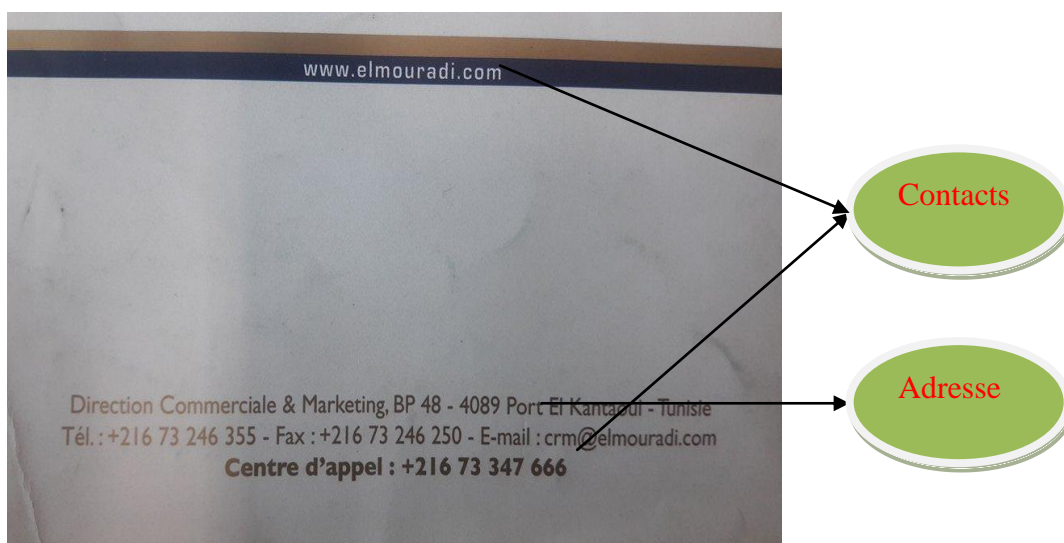 www.elmouradi.com
Contacts
Adresse
Direction Commerciale & Marketing, BP 48 - 4089 Port El Kantaoui - Tunisie
Tél. : +216 73 246 355 - Fax : +216 73 246 250 - E-mail : crm@elmouradi.com
Centre d'appel : +216 73 347 666